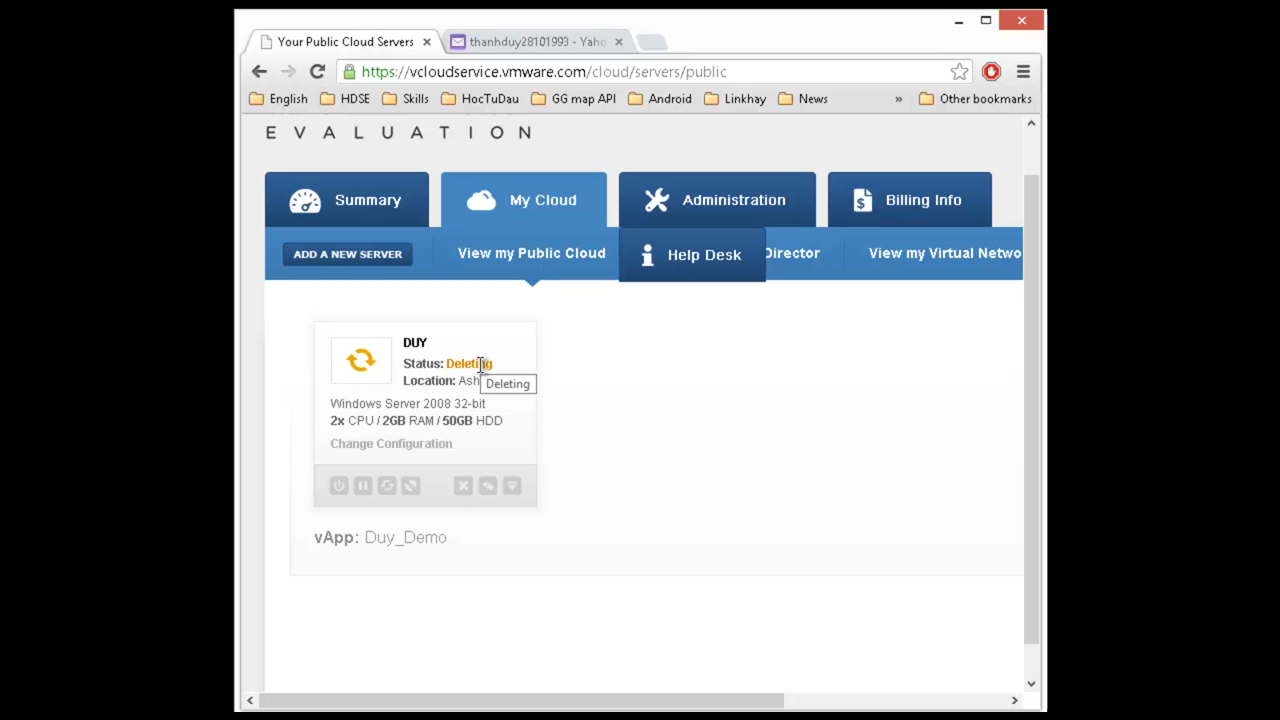 Your Public Cloud Servers
thanhduy28101993 - Yaho
https://vcloudservice.vmware.com/cloud/servers/public
English HDSE Skills HocTuDau GG map API Android Linkhay News » Other bookmarks
EVALUATION
Summary My Cloud Administration Billing Info
ADD A NEW SERVER View my Public Cloud Help Desk Director View my Virtual Netwo
DUY
Status: Deleting
Location: Ash
Deleting
Windows Server 2008 32-bit
2x CPU / 2GB RAM / 50GB HDD
Change Configuration
vApp: Duy_Demo